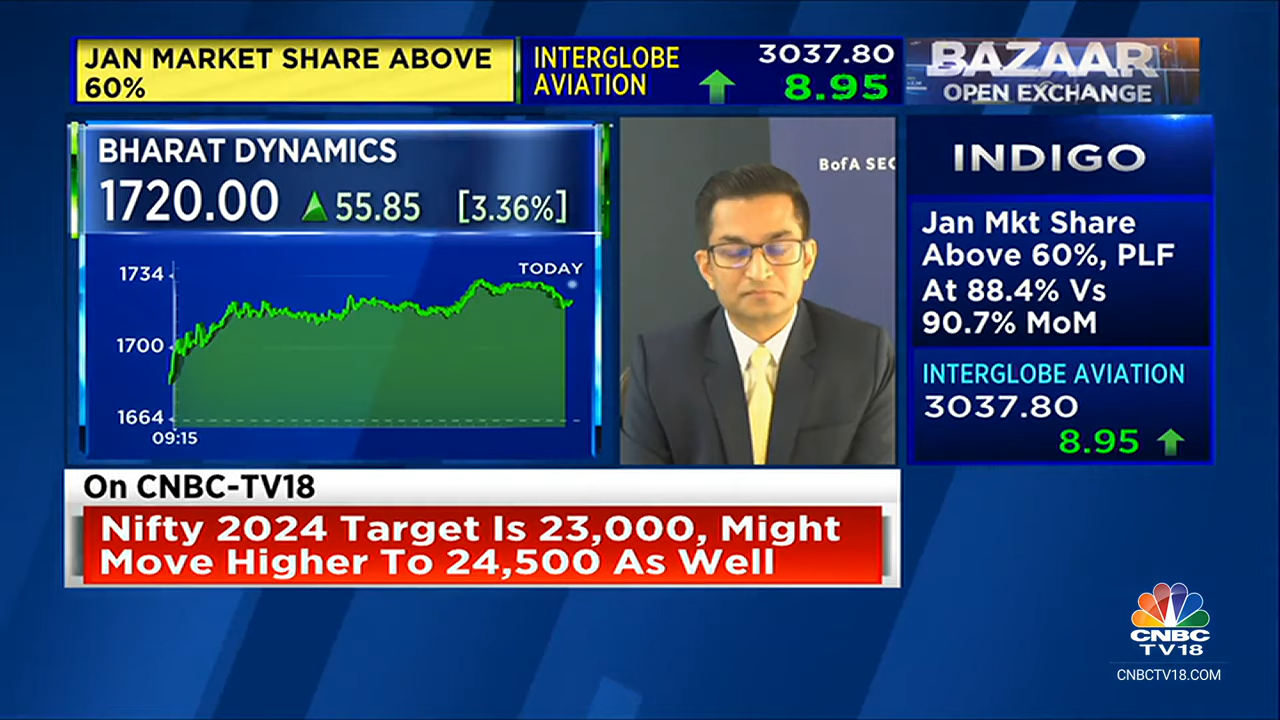 JAN MARKET SHARE ABOVE
60%
INTERGLOBE
AVIATION
3037.80
8.95
BAZAAR
OPEN EXCHANGE
BHARAT DYNAMICS
1720.00 55.85 [3.36%]
TODAY
1734
1700
1664
09:15
BofA SEC
INDIGO
Jan Mkt Share
Above 60%, PLF
At 88.4% Vs
90.7% MoM
INTERGLOBE AVIATION
3037.80
8.95
On CNBC-TV18
Nifty 2024 Target Is 23,000, Might
Move Higher To 24,500 As Well
CNBC
TV18
CNBCTV18.COM